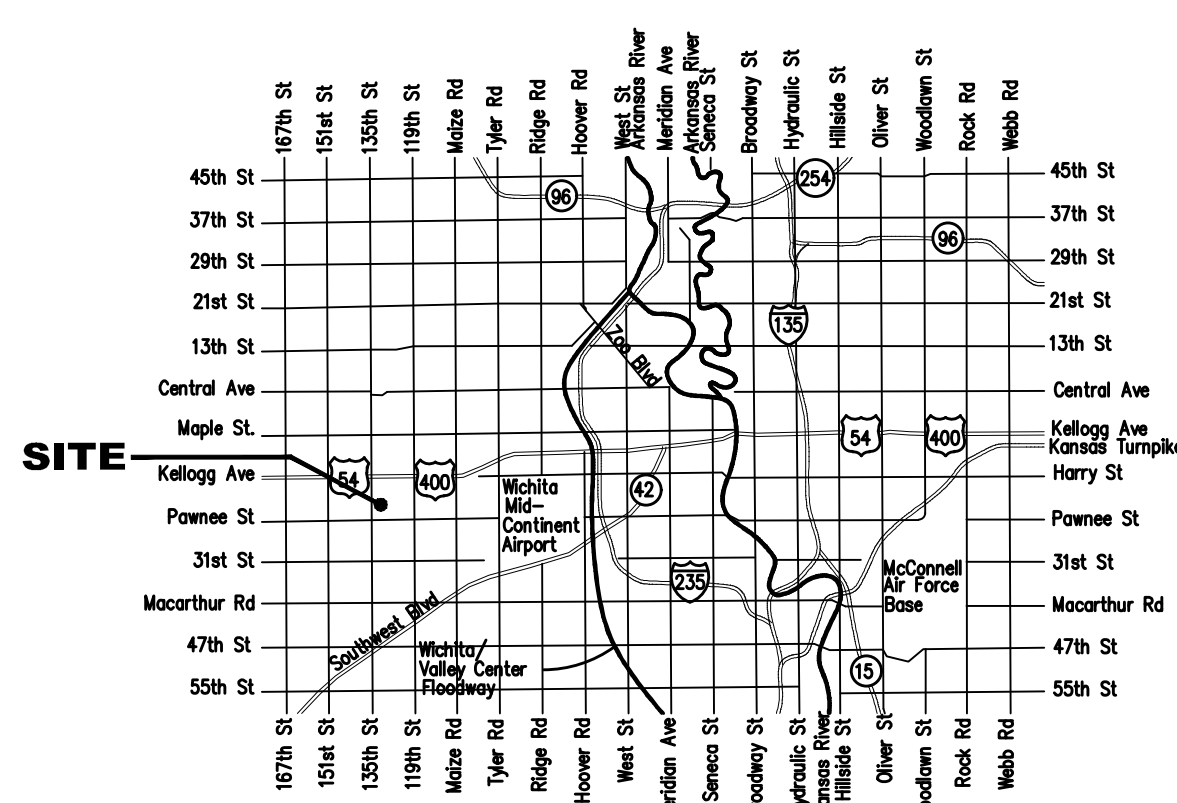 167th St
151st St
135th St
119th St
Maize Rd
Tyler Rd
Ridge Rd
Hoover Rd
West St
Arkansas River
Meridian Ave
Arkansas River
Seneca St
Broadway St
Hydraulic St
Hillside St
Oliver St
Woodlawn St
Rock Rd
Webb Rd
45th St
254
45th St
96
37th St
37th St
96
29th St
29th St
21st St
21st St
135
13th St
Zoo Blvd
13th St
Central Ave
Central Ave
Maple St.
54
400
Kellogg Ave
Kansas Turnpike
SITE
Kellogg Ave
54
400
42
Harry St
Wichita
Mid-
Continent
Airport
Pawnee St
Pawnee St
31st St
31st St
235
McConnell
Air Force
Base
Macarthur Rd
Macarthur Rd
Southwest Blvd
47th St
Wichita/
Valley Center
Floodway
47th St
15
55th St
55th St
167th St
151st St
135th St
119th St
Maize Rd
Tyler Rd
Ridge Rd
Hoover Rd
West St
eridian Ave
Seneca St
roadway St
ydraulic St
kansas River
Hillside St
Oliver St
oodlawn St
Rock Rd
Webb Rd